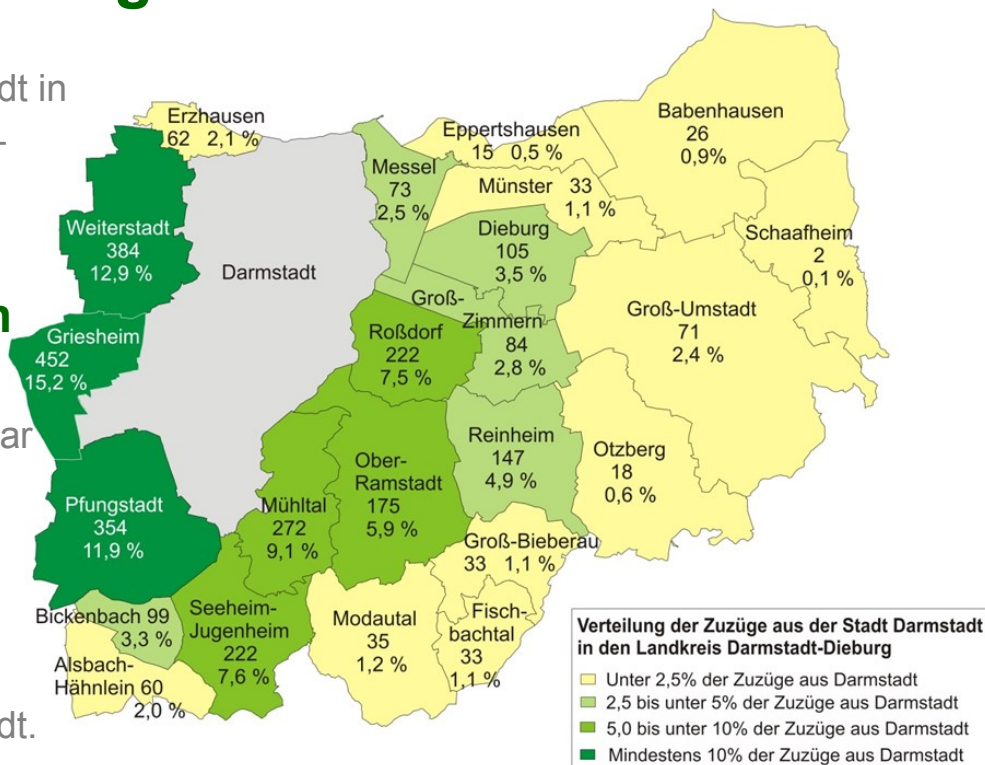 g
dt in
-
n
ar
dt.
Erzhausen
62 2,1 %
Eppertshausen
15 0,5 %
Babenhausen
26
0,9%
Messel
73
2,5 %
Münster 33
1,1 %
Weiterstadt
384
12,9 %
Darmstadt
Dieburg
105
3,5 %
Schaafheim
2
0,1 %
Groß-
Zimmern
84
2,8 %
Groß-Umstadt
71
2,4 %
Griesheim
452
15,2 %
Roßdorf
222
7,5 %
Reinheim
147
4,9 %
Otzberg
18
0,6 %
Ober-
Ramstadt
175
5,9 %
Pfungstadt
354
11,9 %
Mühltal
272
9,1 %
Groß-Bieberau
33 1,1 %
Bickenbach 99
3,3 %
Seeheim-
Jugenheim
222
7,6 %
Modautal
35
1,2 %
Fisch-
bachtal
33
1,1 %
Alsbach-
Hähnlein 60
2,0 %
Verteilung der Zuzüge aus der Stadt Darmstadt
in den Landkreis Darmstadt-Dieburg
Unter 2,5% der Zuzüge aus Darmstadt
2,5 bis unter 5% der Zuzüge aus Darmstadt
5,0 bis unter 10% der Zuzüge aus Darmstadt
Mindestens 10% der Zuzüge aus Darmstadt